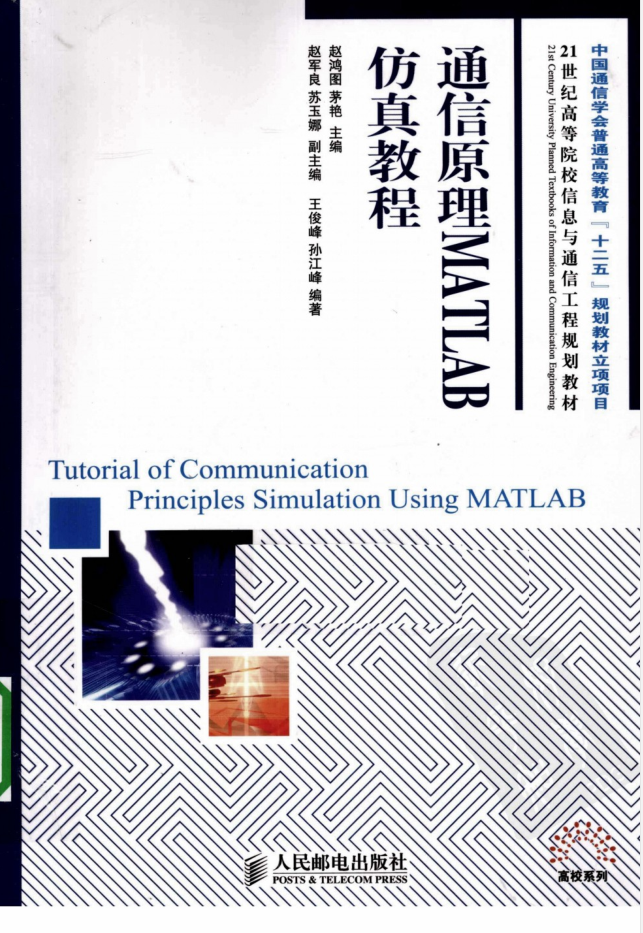 中国通信学会普通高等教育『十二五』规划教材立项项目
21世纪高等院校信息与通信工程规划教材
21st Century University Planned Textbooks of Information and Communication Engineering
通信原理MATLAB
仿真教程
赵鸿图 茅艳 主编
赵军良 苏玉娜 副主编 王俊峰 孙江峰 编著
Tutorial of Communication
Principles Simulation Using MATLAB
人民邮电出版社
POSTS & TELECOM PRESS
高校系列